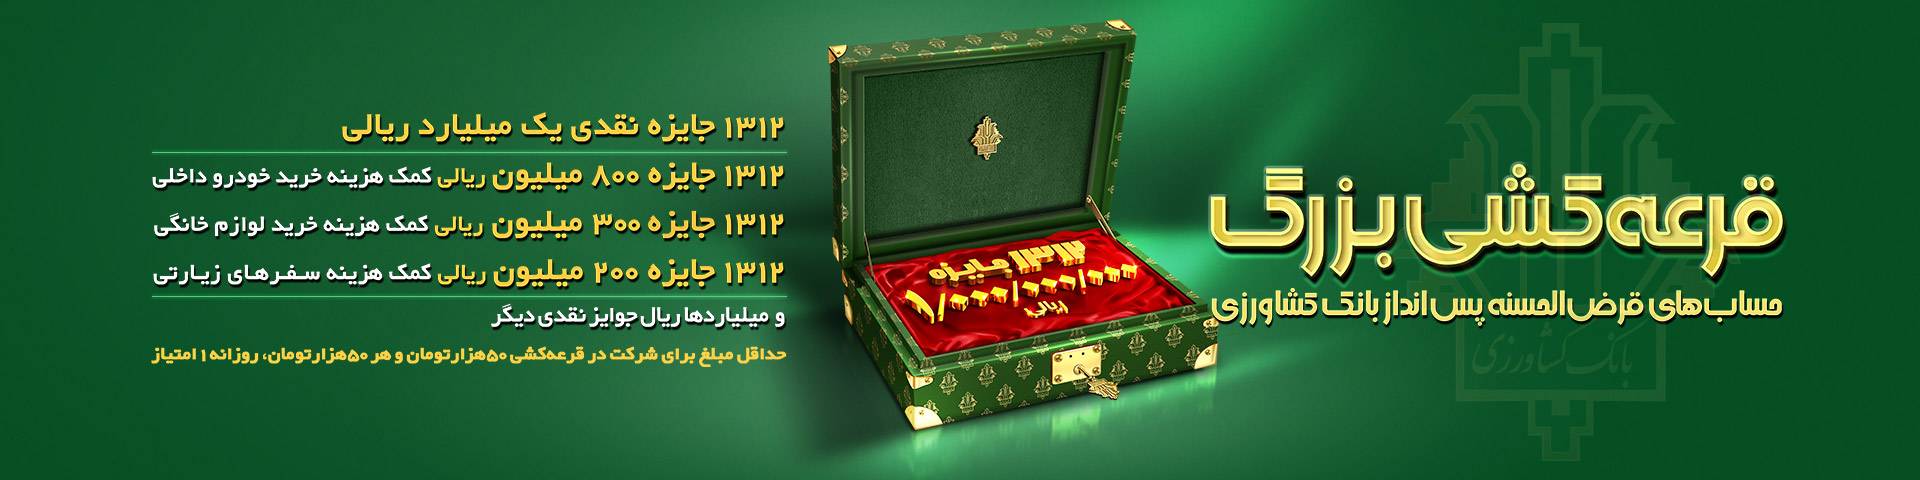 قرعه‌کشی بزرگ
حساب‌های قرض‌الحسنه پس‌انداز بانک کشاورزی
بانک کشاورزی
۱۳۱۲ جایزه
۱/۰۰۰/۰۰۰/۰۰۰
ریالی
۱۳۱۲ جایزه نقدی یک میلیارد ریالی
۱۳۱۲ جایزه ۸۰۰ میلیون ریالی کمک هزینه خرید خودرو داخلی
۱۳۱۲ جایزه ۳۰۰ میلیون ریالی کمک هزینه خرید لوازم خانگی
۱۳۱۲ جایزه ۲۰۰ میلیون ریالی کمک هزینه سفرهای زیارتی
و میلیاردها ریال جوایز نقدی دیگر
حداقل مبلغ برای شرکت در قرعه‌کشی ۵۰هزارتومان و هر ۵۰هزارتومان، روزانه ۱ امتیاز